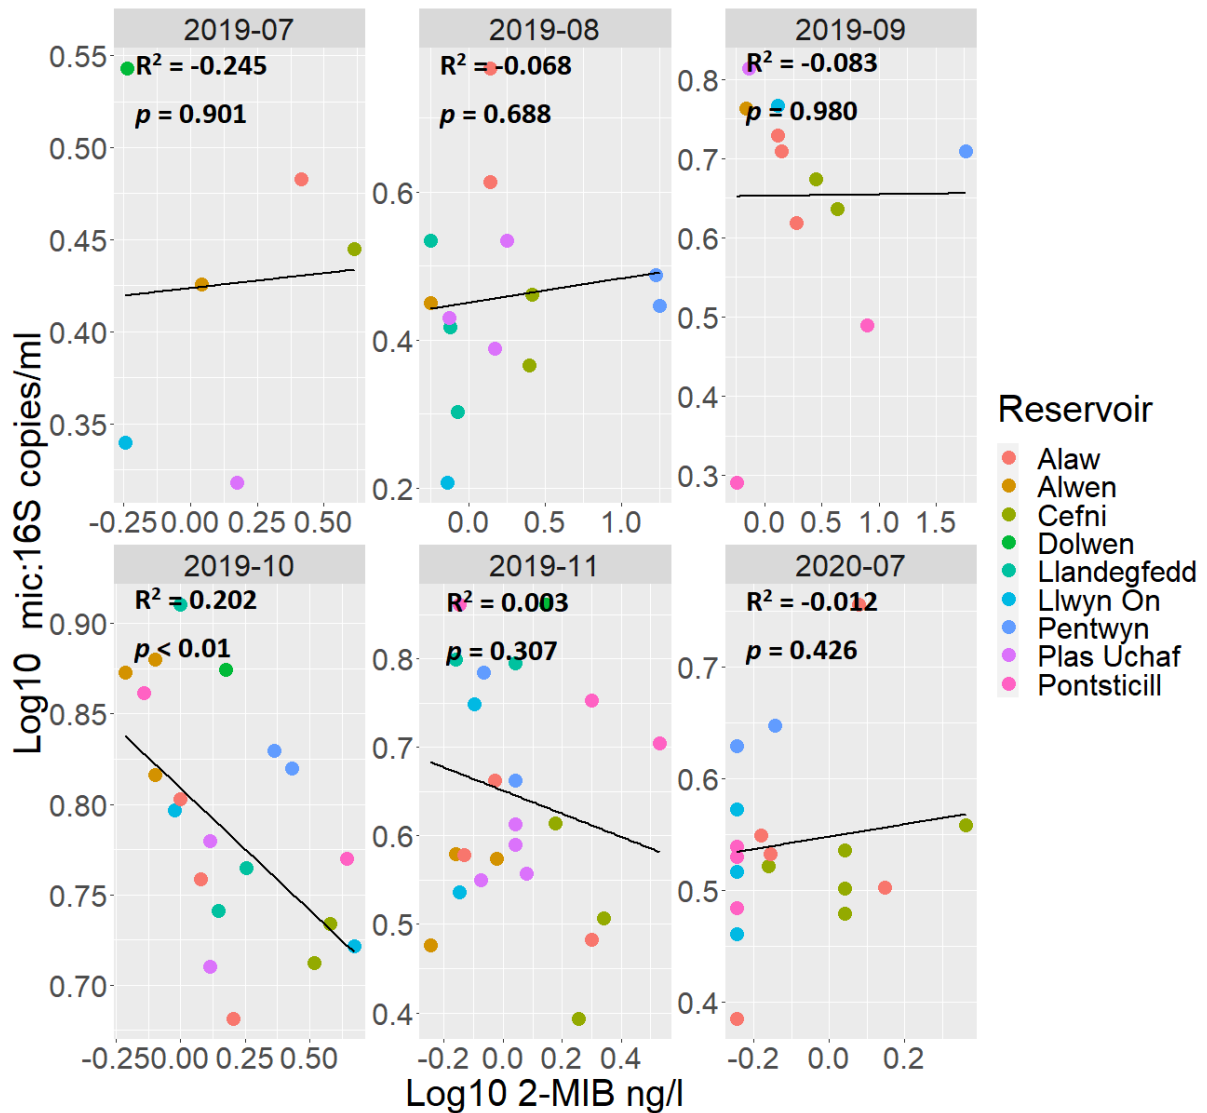 2019-07
2019-08
2019-09
R² = -0.245
p = 0.901
R² = -0.068
p = 0.688
R² = -0.083
p = 0.980
0.55
0.50
0.45
0.40
0.35
0.6
0.4
0.2
0.8
0.7
0.6
0.5
0.4
0.3
-0.25 0.00 0.25 0.50
0.0 0.5 1.0
0.0 0.5 1.0 1.5
2019-10
2019-11
2020-07
R² = 0.202
p < 0.01
R² = 0.003
p = 0.307
R² = -0.012
p = 0.426
0.90
0.85
0.80
0.75
0.70
0.8
0.7
0.6
0.5
0.4
0.7
0.6
0.5
0.4
-0.25 0.00 0.25 0.50
-0.2 0.0 0.2 0.4
-0.2 0.0 0.2
Log10 mic:16S copies/ml
Log10 2-MIB ng/l
Reservoir
Alaw
Alwen
Cefni
Dolwen
Llandegfedd
Llwyn On
Pentwyn
Plas Uchaf
Pontsticill